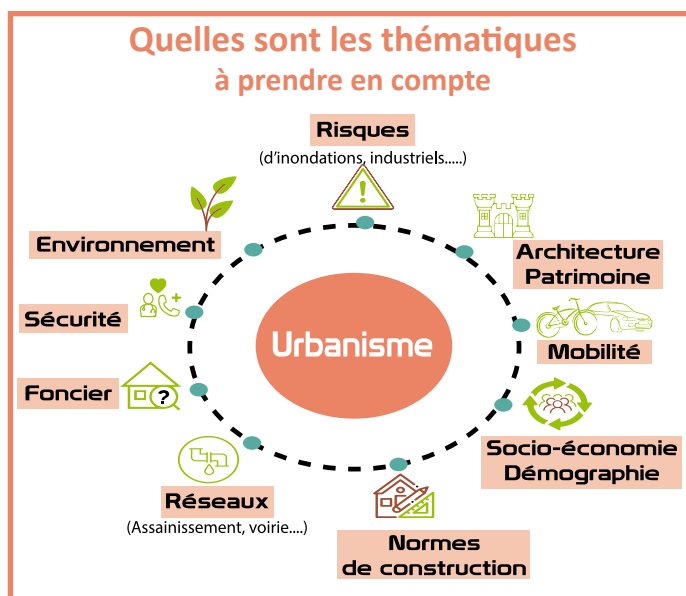 Quelles sont les thématiques
à prendre en compte
Risques
(d'inondations, industriels.....)
Environnement
Architecture
Patrimoine
Sécurité
Urbanisme
Mobilité
Foncier
?
Socio-économie
Démographie
Réseaux
(Assainissement, voirie....)
Normes
de construction